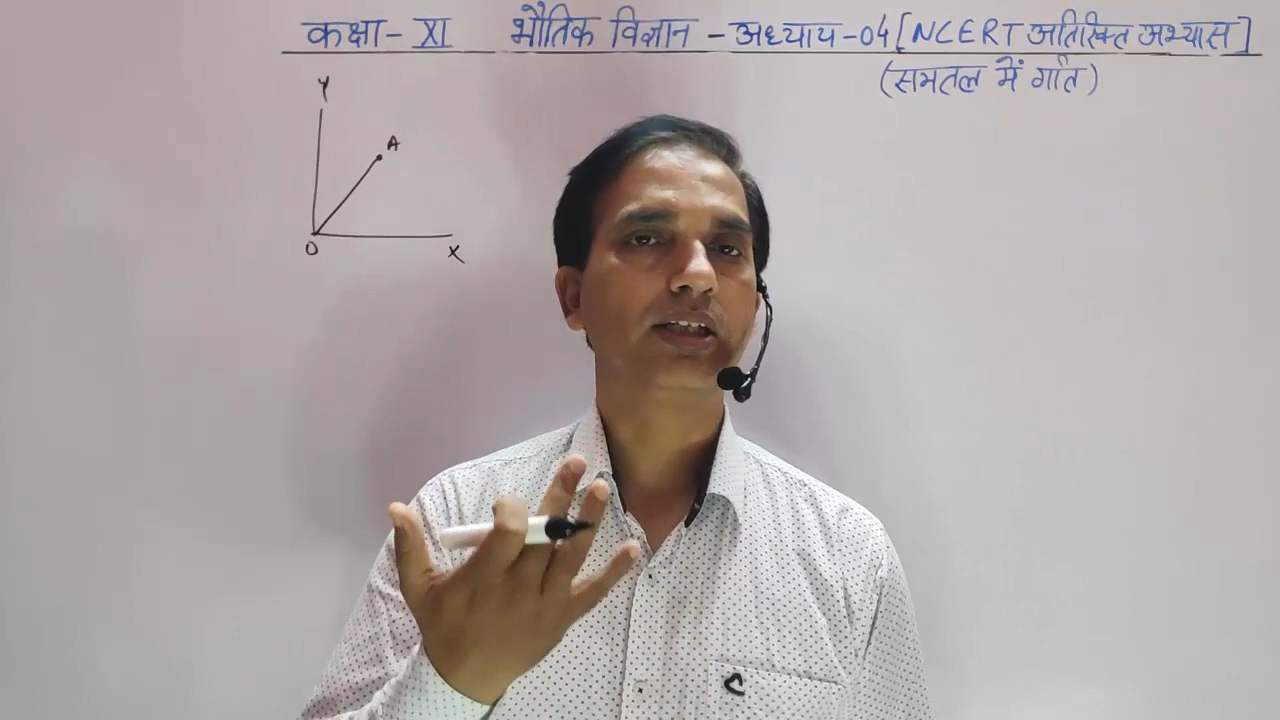 कक्षा- XI भौतिक विज्ञान - अध्याय-04 [NCERT अतिरिक्त अभ्यास]
(समतल में गति)
Y
A
O
X